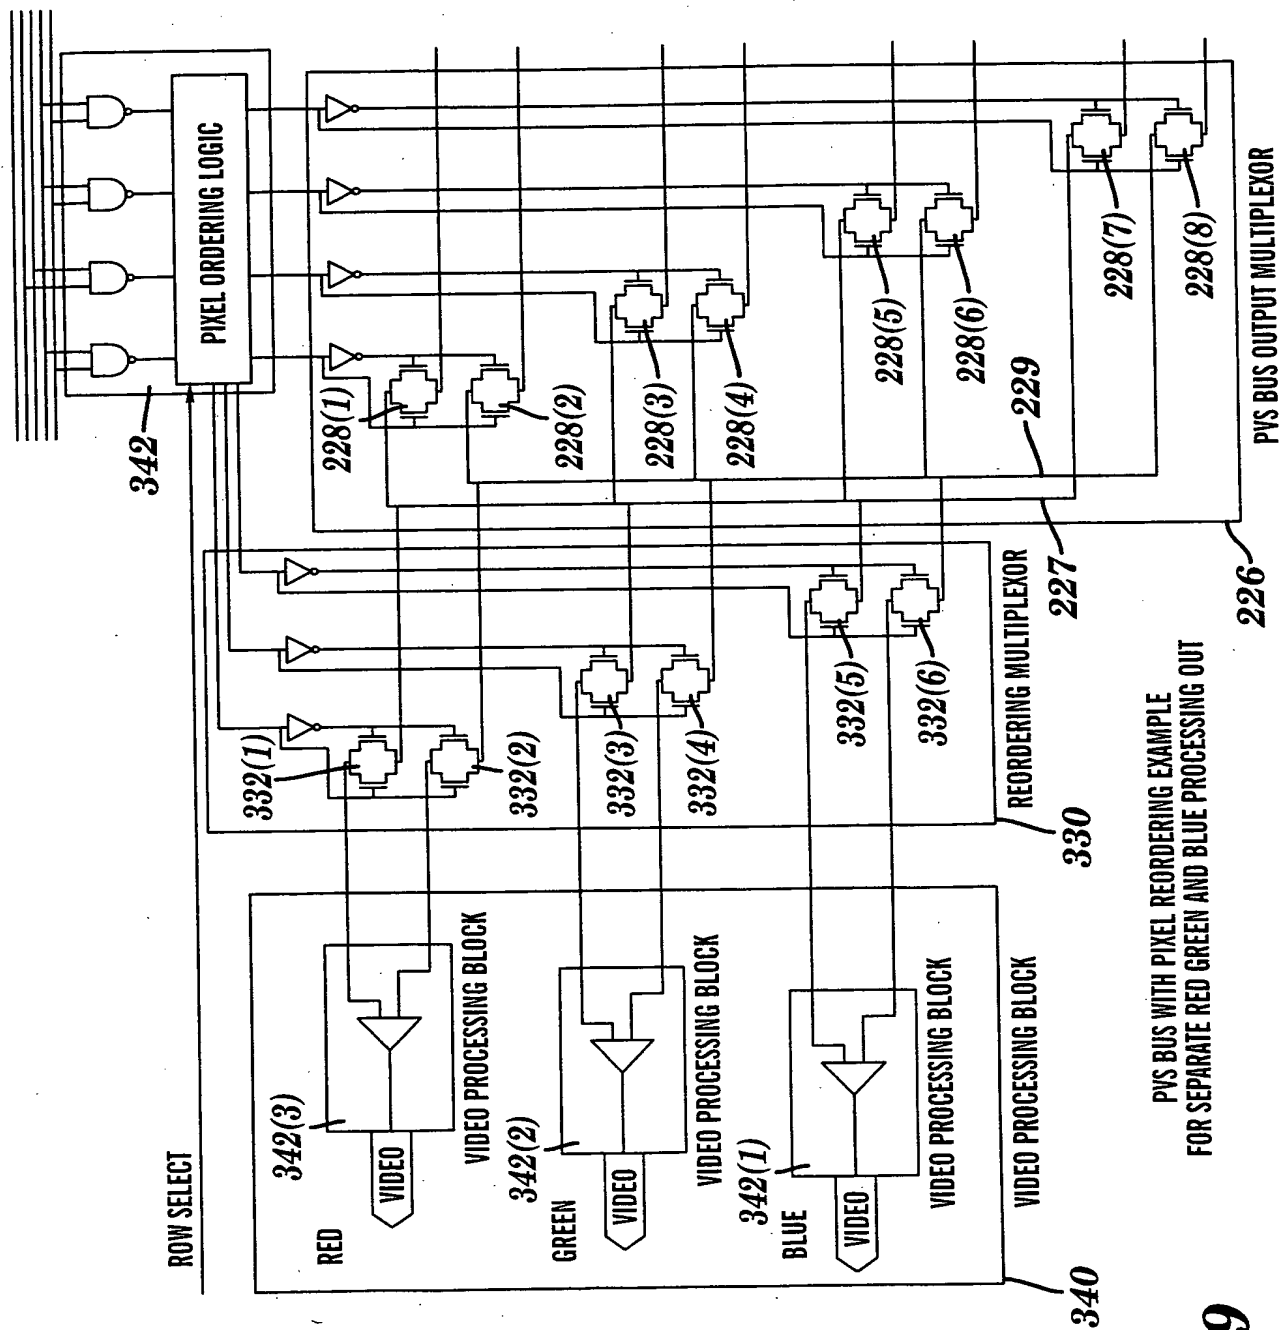 ROW SELECT
342
PIXEL ORDERING LOGIC
228(1)
228(2)
228(3)
228(4)
228(5)
228(6)
228(7)
228(8)
229
227
226
PVS BUS OUTPUT MULTIPLEXOR
332(1)
332(2)
332(3)
332(4)
332(5)
332(6)
REORDERING MULTIPLEXOR
330
342(3)
RED
VIDEO
VIDEO PROCESSING BLOCK
342(2)
GREEN
VIDEO
VIDEO PROCESSING BLOCK
342(1)
BLUE
VIDEO
VIDEO PROCESSING BLOCK
VIDEO PROCESSING BLOCK
340
PVS BUS WITH PIXEL REORDERING EXAMPLE
FOR SEPARATE RED GREEN AND BLUE PROCESSING OUT